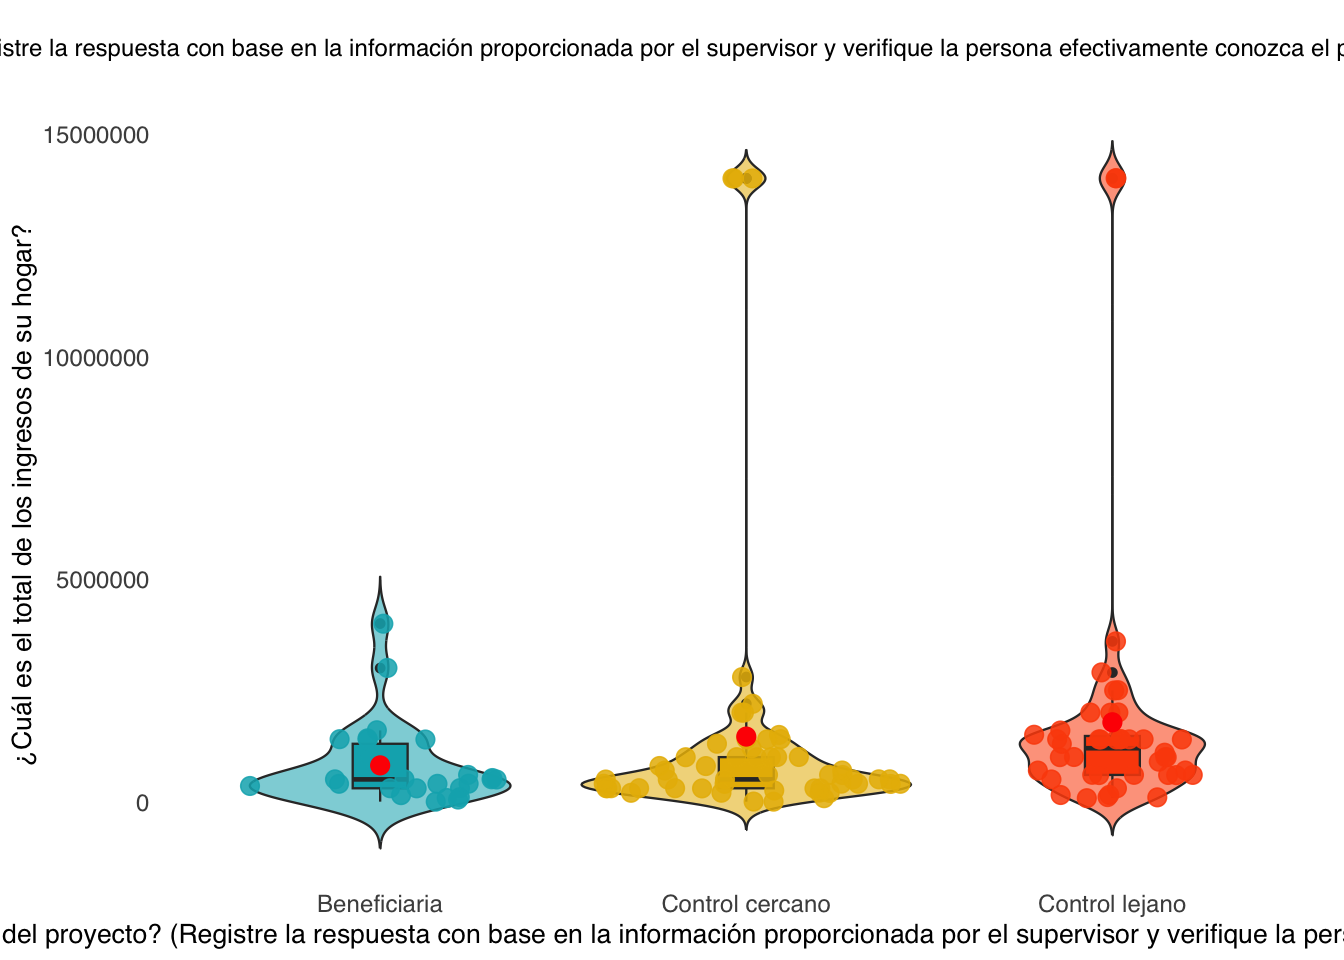 istre la respuesta con base en la información proporcionada por el supervisor y verifique la persona efectivamente conozca el p
15000000
10000000
5000000
0
¿Cuál es el total de los ingresos de su hogar?
Beneficiaria Control cercano Control lejano
del proyecto? (Registre la respuesta con base en la información proporcionada por el supervisor y verifique la pers